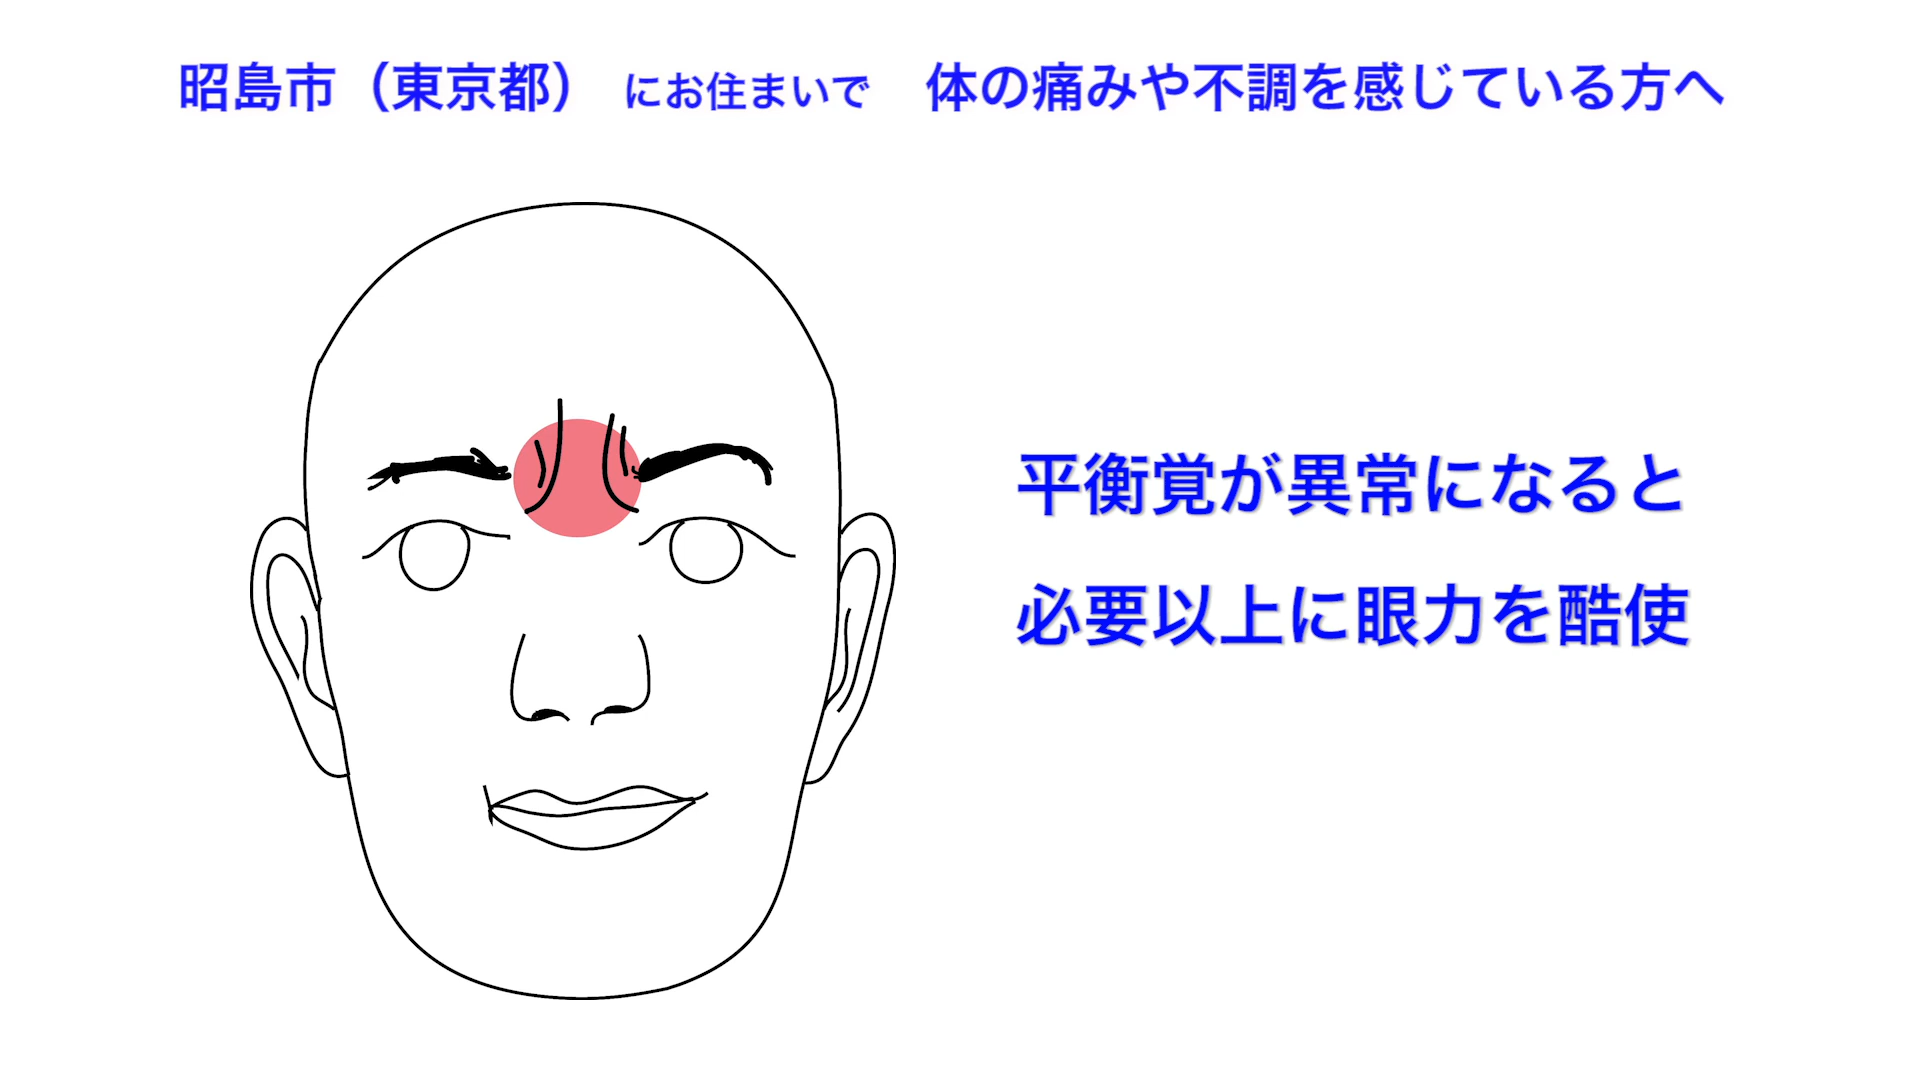 昭島市（東京都） にお住まいで 体の痛みや不調を感じている方へ
平衡覚が異常になると
必要以上に眼力を酷使